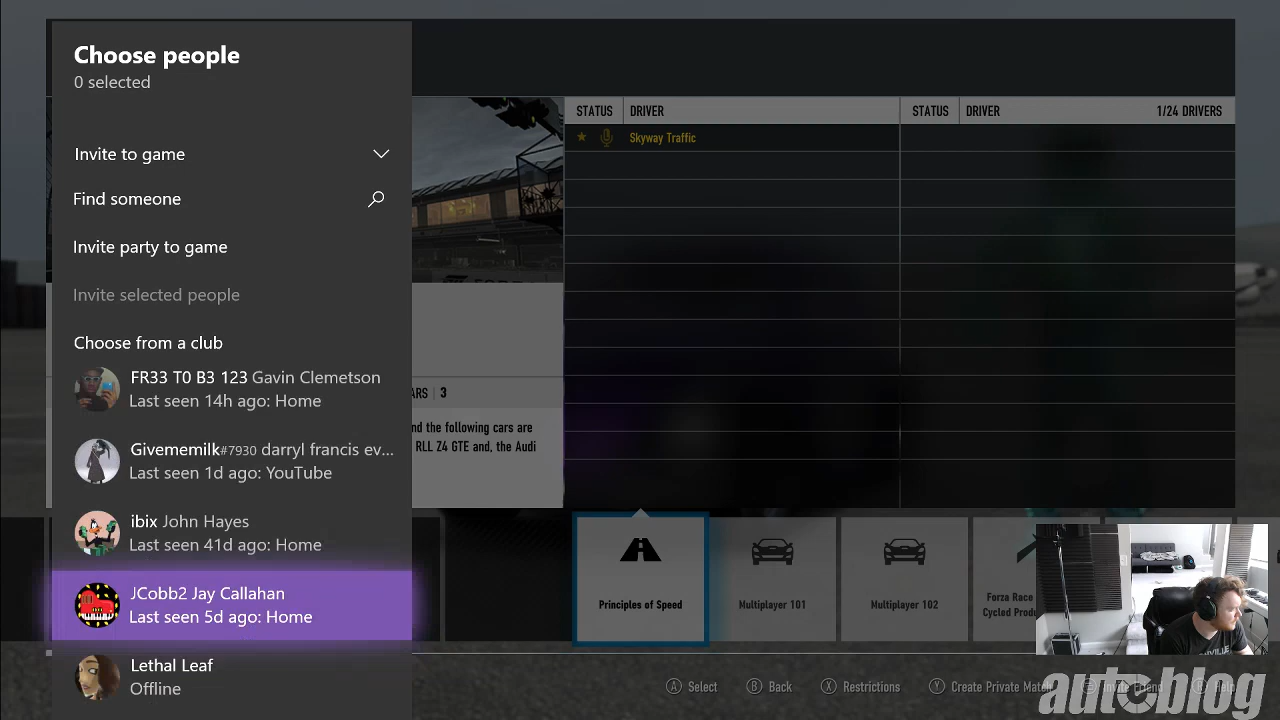 Choose people
0 selected
Invite to game
Find someone
Invite party to game
Invite selected people
Choose from a club
FR33 T0 B3 123 Gavin Clemetson
Last seen 14h ago: Home
Givememilk#7930 darryl francis ev...
Last seen 1d ago: YouTube
ibix John Hayes
Last seen 41d ago: Home
JCobb2 Jay Callahan
Last seen 5d ago: Home
Lethal Leaf
Offline
STATUS DRIVER STATUS DRIVER 1/24 DRIVERS
Skyway Traffic
ARS 3
nd the following cars are
RLL Z4 GTE and, the Audi
Principles of Speed
Multiplayer 101
Multiplayer 102
Forza Race
Cycled Produ
A Select B Back X Restrictions Y Create Private Match Invite Friend Help
autoblog